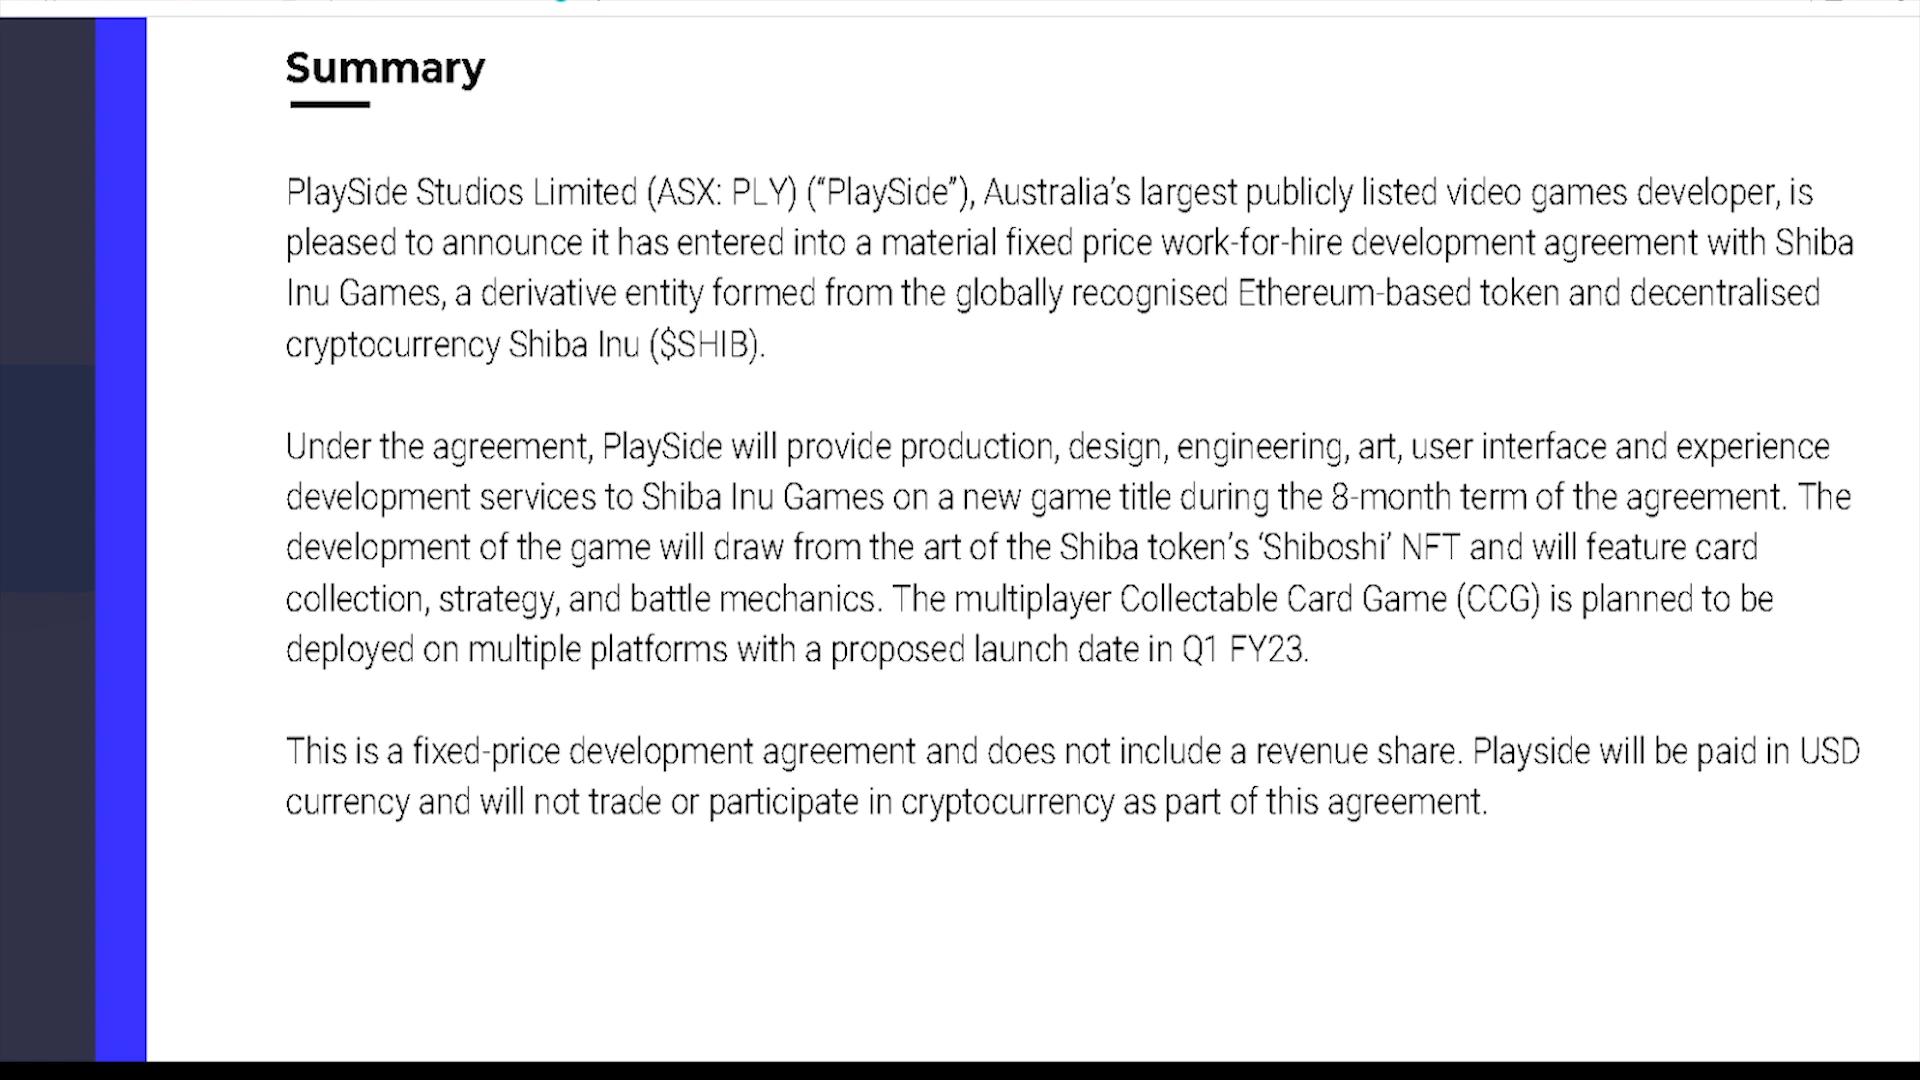 Summary
PlaySide Studios Limited (ASX: PLY) (“PlaySide”), Australia’s largest publicly listed video games developer, is
pleased to announce it has entered into a material fixed price work-for-hire development agreement with Shiba
Inu Games, a derivative entity formed from the globally recognised Ethereum-based token and decentralised
cryptocurrency Shiba Inu ($SHIB).
Under the agreement, PlaySide will provide production, design, engineering, art, user interface and experience
development services to Shiba Inu Games on a new game title during the 8-month term of the agreement. The
development of the game will draw from the art of the Shiba token’s ‘Shiboshi’ NFT and will feature card
collection, strategy, and battle mechanics. The multiplayer Collectable Card Game (CCG) is planned to be
deployed on multiple platforms with a proposed launch date in Q1 FY23.
This is a fixed-price development agreement and does not include a revenue share. Playside will be paid in USD
currency and will not trade or participate in cryptocurrency as part of this agreement.